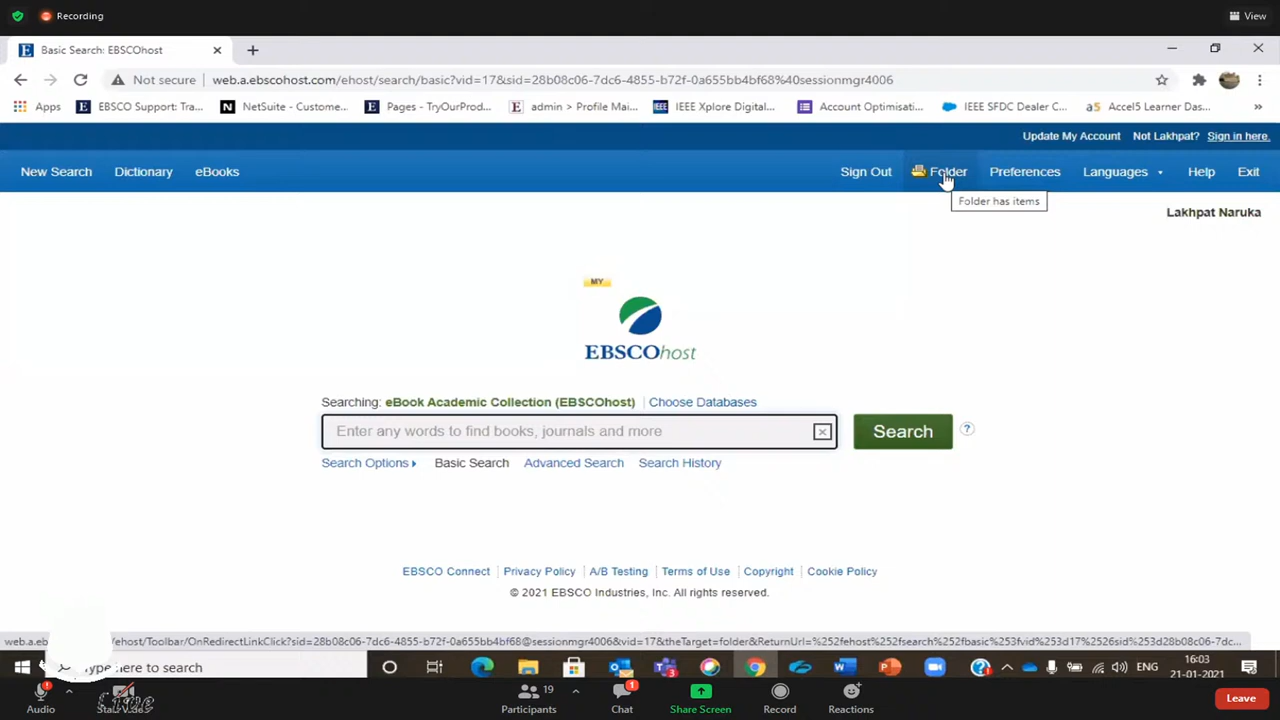 Recording
View
Basic Search: EBSCOhost
Not secure web.a.ebscohost.com/ehost/search/basic?vid=17&sid=28b08c06-7dc6-4855-b72f-0a655bb4bf68%40sessionmgr4006
Apps EBSCO Support: Tra... NetSuite - Custome... Pages - TryOurProd... admin > Profile Mai... IEEE Xplore Digital... Account Optimisati... IEEE SFDC Dealer C... Accel5 Learner Das... »
Update My Account Not Lakhpat? Sign in here.
New Search Dictionary eBooks Sign Out Folder Preferences Languages Help Exit
Folder has items
Lakhpat Naruka
MY
EBSCOhost
Searching: eBook Academic Collection (EBSCOhost) Choose Databases
Enter any words to find books, journals and more Search ?
Search Options Basic Search Advanced Search Search History
EBSCO Connect Privacy Policy A/B Testing Terms of Use Copyright Cookie Policy
© 2021 EBSCO Industries, Inc. All rights reserved.
web.a.eb /ehost/Toolbar/OnRedirectLinkClick?sid=28b08c06-7dc6-4855-b72f-0a655bb4bf68@sessionmgr4006&vid=17&theTarget=folder&ReturnUrl=%252fehost%252fsearch%252fbasic%253fvid%253d17%2526sid%253d28b08c06-7dc...
here to search ENG 16:03
21-01-2021
19 1
Audio Participants Chat Share Screen Record Reactions Leave